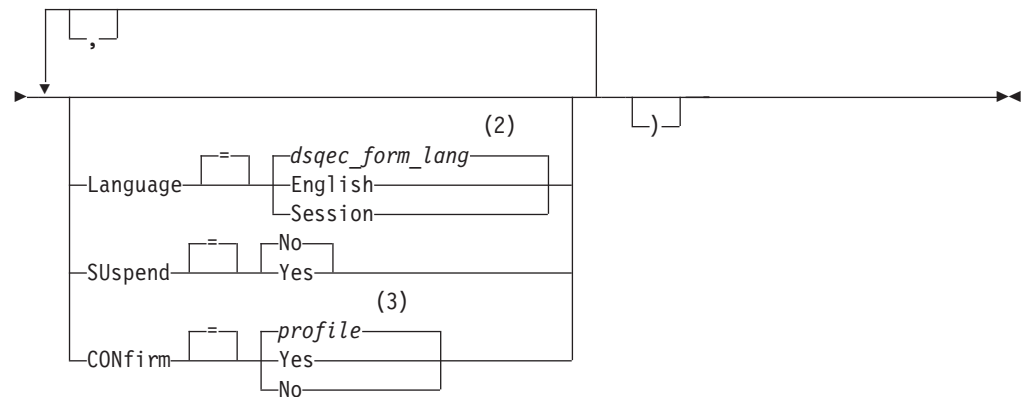 ,
(2)
)
=
dsqec_form_lang
Language
English
Session
=
No
SUspend
Yes
(3)
=
profile
CONfirm
Yes
No